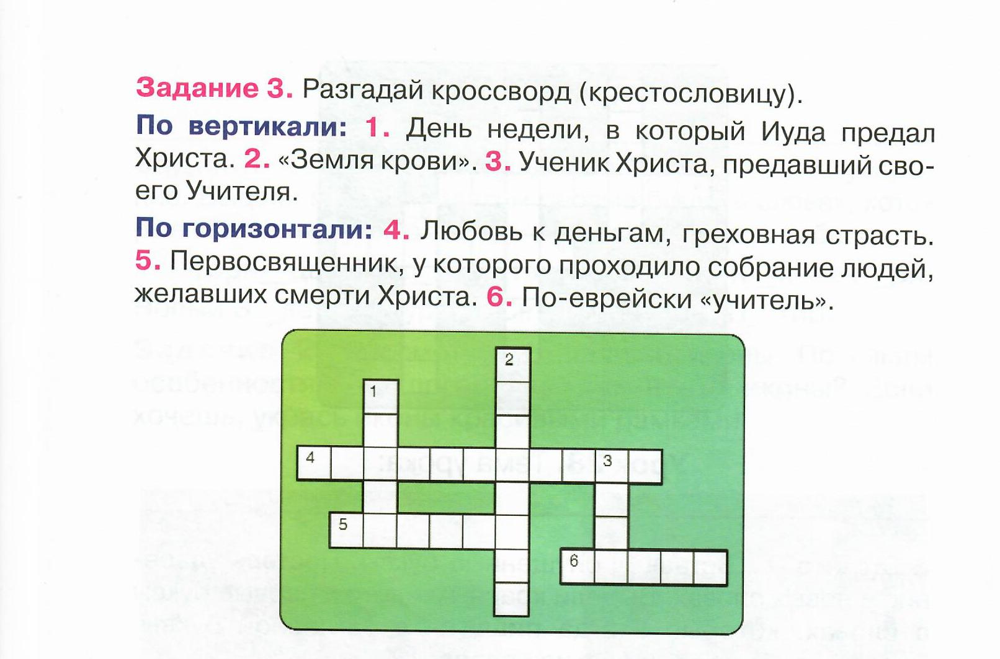 Задание 3. Разгадай кроссворд (крестословицу).
По вертикали: 1. День недели, в который Иуда предал
Христа. 2. «Земля крови». 3. Ученик Христа, предавший сво-
его Учителя.
По горизонтали: 4. Любовь к деньгам, греховная страсть.
5. Первосвященник, у которого проходило собрание людей,
желавших смерти Христа. 6. По-еврейски «учитель».
2
1
4 3
5
6